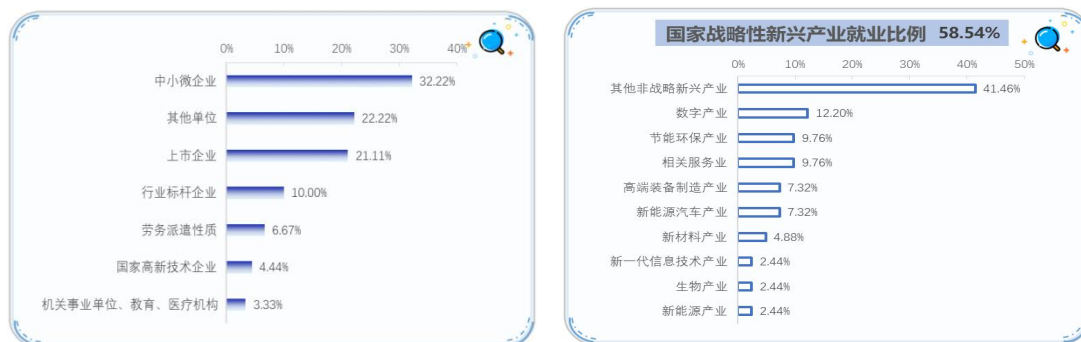 0% 10% 20% 30% 40%
中小微企业 32.22%
其他单位 22.22%
上市企业 21.11%
行业标杆企业 10.00%
劳务派遣性质 6.67%
国家高新技术企业 4.44%
机关事业单位、教育、医疗机构 3.33%
国家战略性新兴产业就业比例 58.54%
0% 10% 20% 30% 40% 50%
其他非战略新兴产业 41.46%
数字产业 12.20%
节能环保产业 9.76%
相关服务业 9.76%
高端装备制造产业 7.32%
新能源汽车产业 7.32%
新材料产业 4.88%
新一代信息技术产业 2.44%
生物产业 2.44%
新能源产业 2.44%